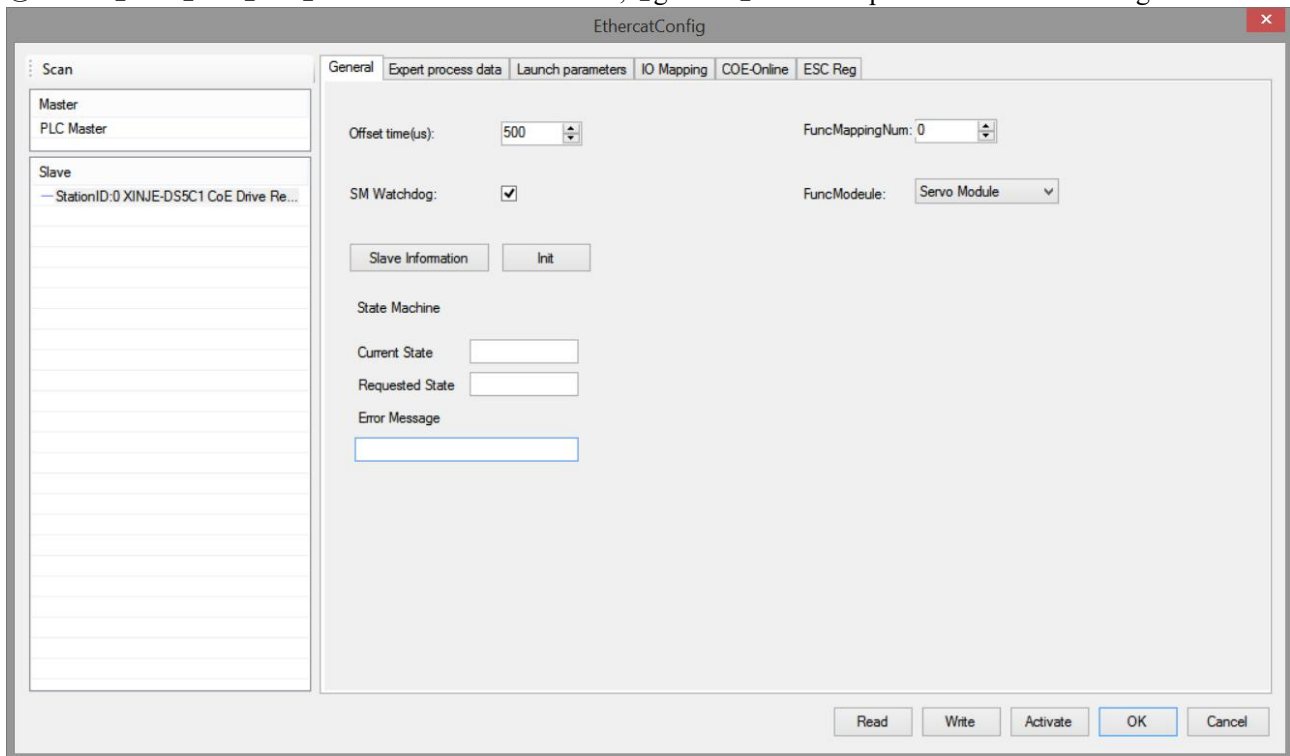 EthercatConfig
Scan
Master
PLC Master
Slave
StationID:0 XINJE-DS5C1 CoE Drive Re...
General Expert process data Launch parameters IO Mapping COE-Online ESC Reg
Offset time(us): 500 FuncMappingNum: 0
SM Watchdog: FuncModeule: Servo Module
Slave Information Init
State Machine
Current State
Requested State
Error Message
Read Write Activate OK Cancel